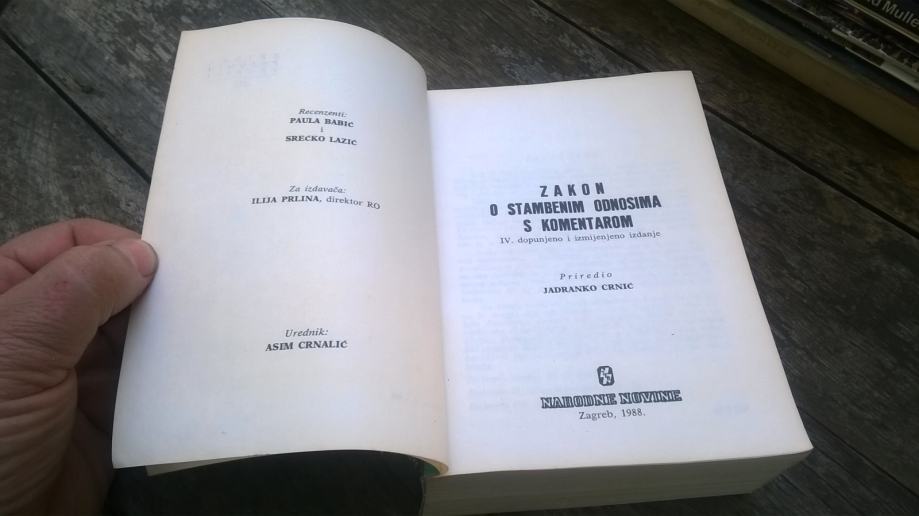 Recenzenti:
PAULA BABIĆ
i
SREĆKO LAZIĆ
Za izdavača:
ILIJA PRLINA, direktor RO
Urednik:
ASIM CRNALIĆ
ZAKON
O STAMBENIM ODNOSIMA
S KOMENTAROM
IV. dopunjeno i izmijenjeno izdanje
Priredio
JADRANKO CRNIĆ
NARODNE NOVINE
Zagreb, 1988.